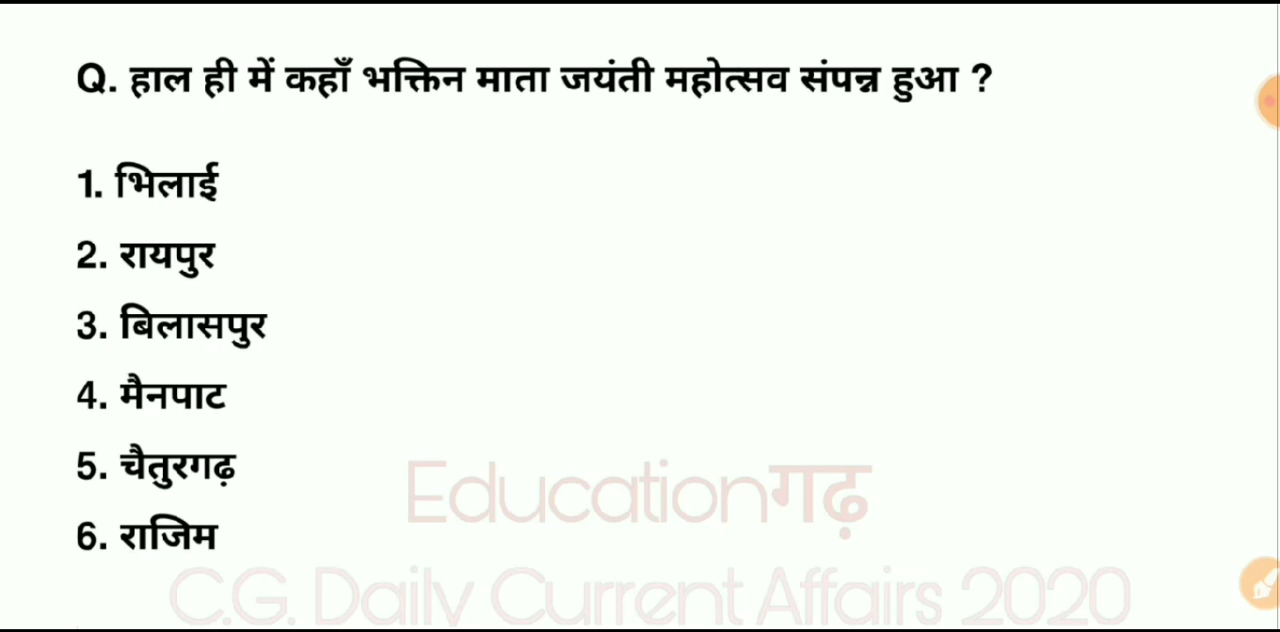 Q. हाल ही में कहाँ भक्तिन माता जयंती महोत्सव संपन्न हुआ ?
1. भिलाई
2. रायपुर
3. बिलासपुर
4. मैनपाट
5. चैतुरगढ़
6. राजिम
Educationगढ़
C.G. Daily Current Affairs 2020